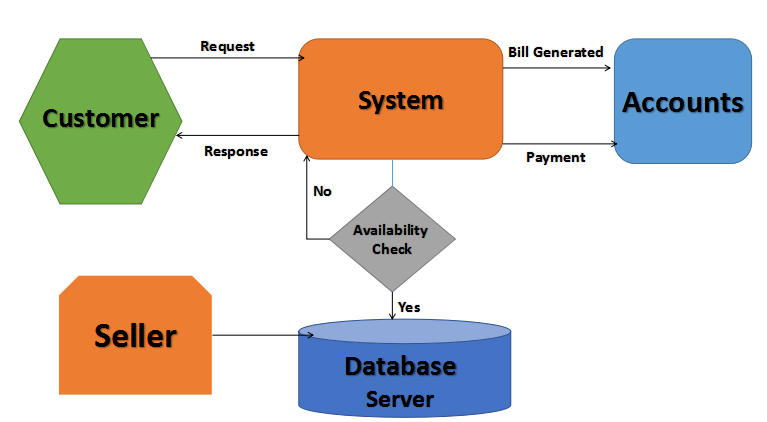 Request
Bill Generated
Customer
System
Accounts
Response
Payment
No
Availability
Check
Yes
Seller
Database
Server